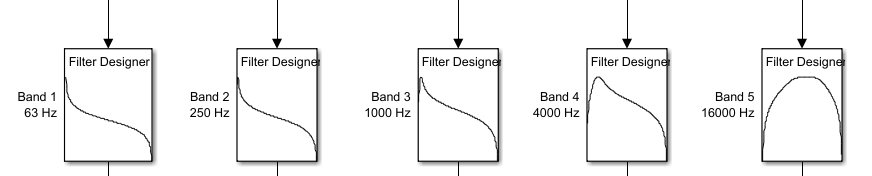 Filter Designer
Band 1
63 Hz
Filter Designer
Band 2
250 Hz
Filter Designer
Band 3
1000 Hz
Filter Designer
Band 4
4000 Hz
Filter Designer
Band 5
16000 Hz